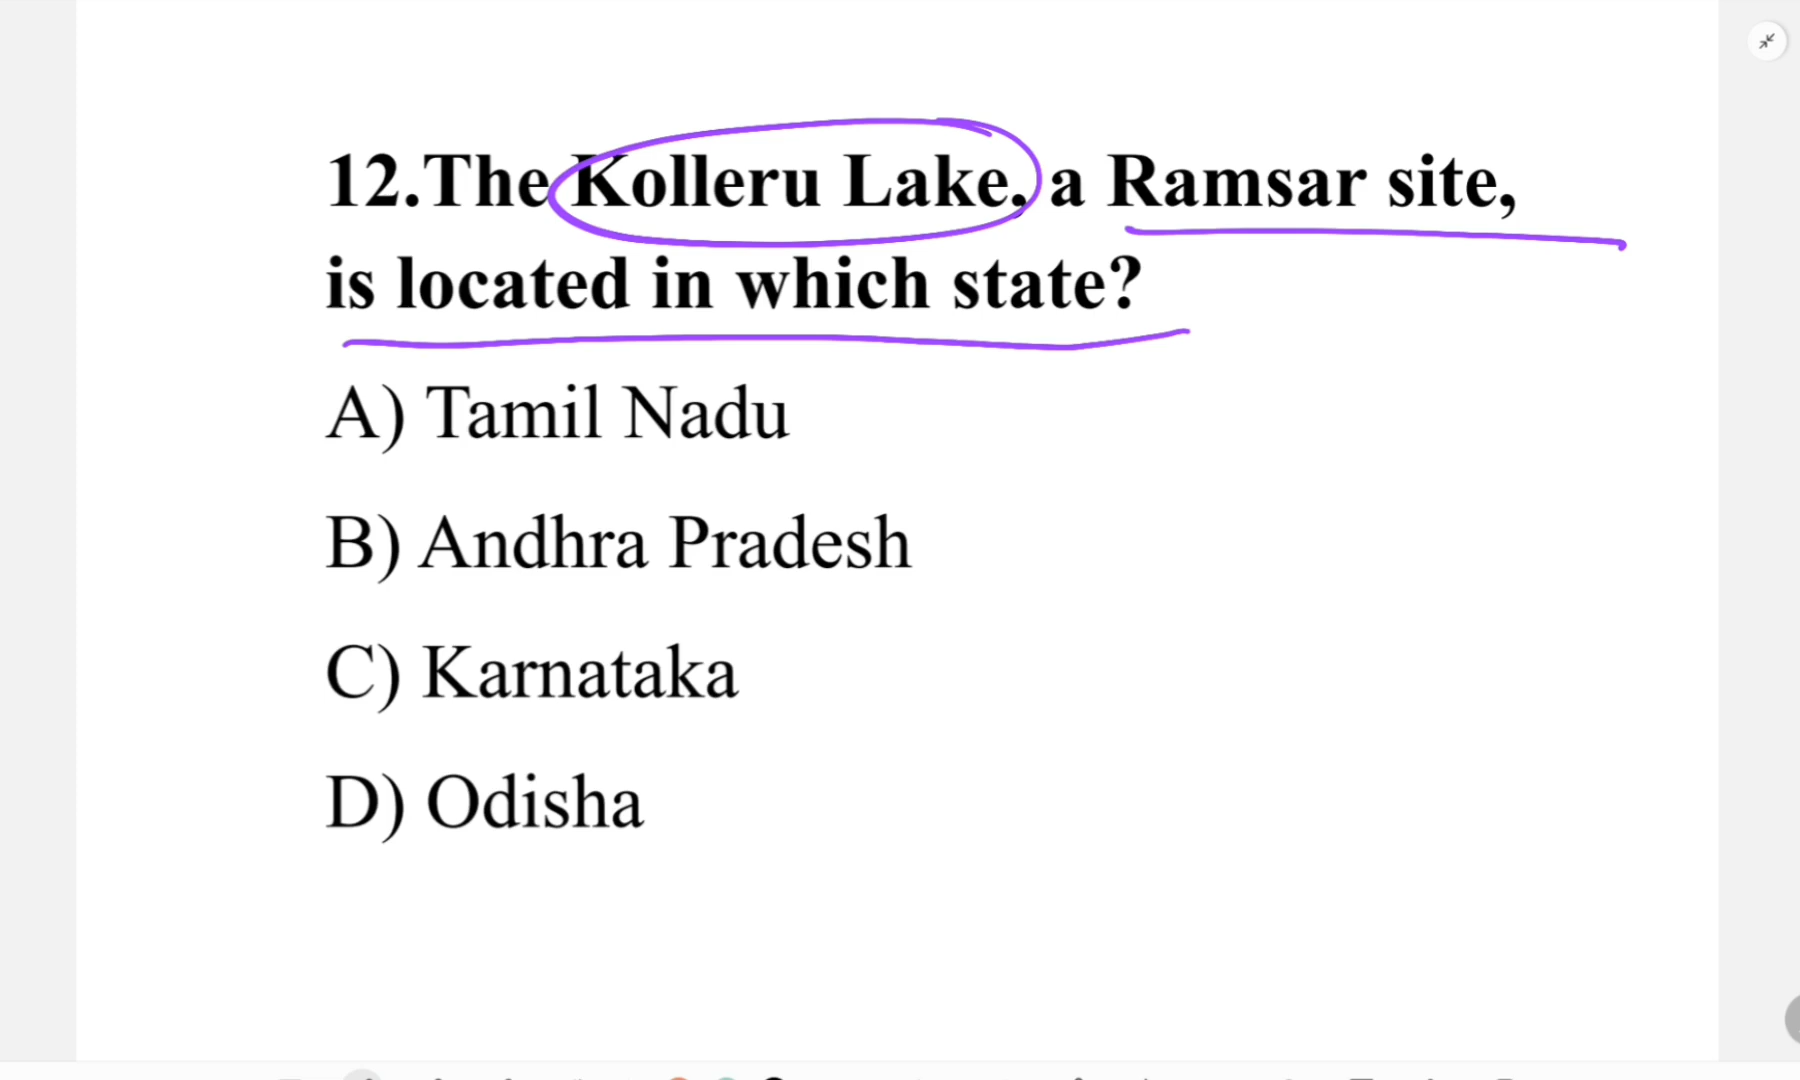 12.The Kolleru Lake, a Ramsar site,
is located in which state?
A) Tamil Nadu
B) Andhra Pradesh
C) Karnataka
D) Odisha